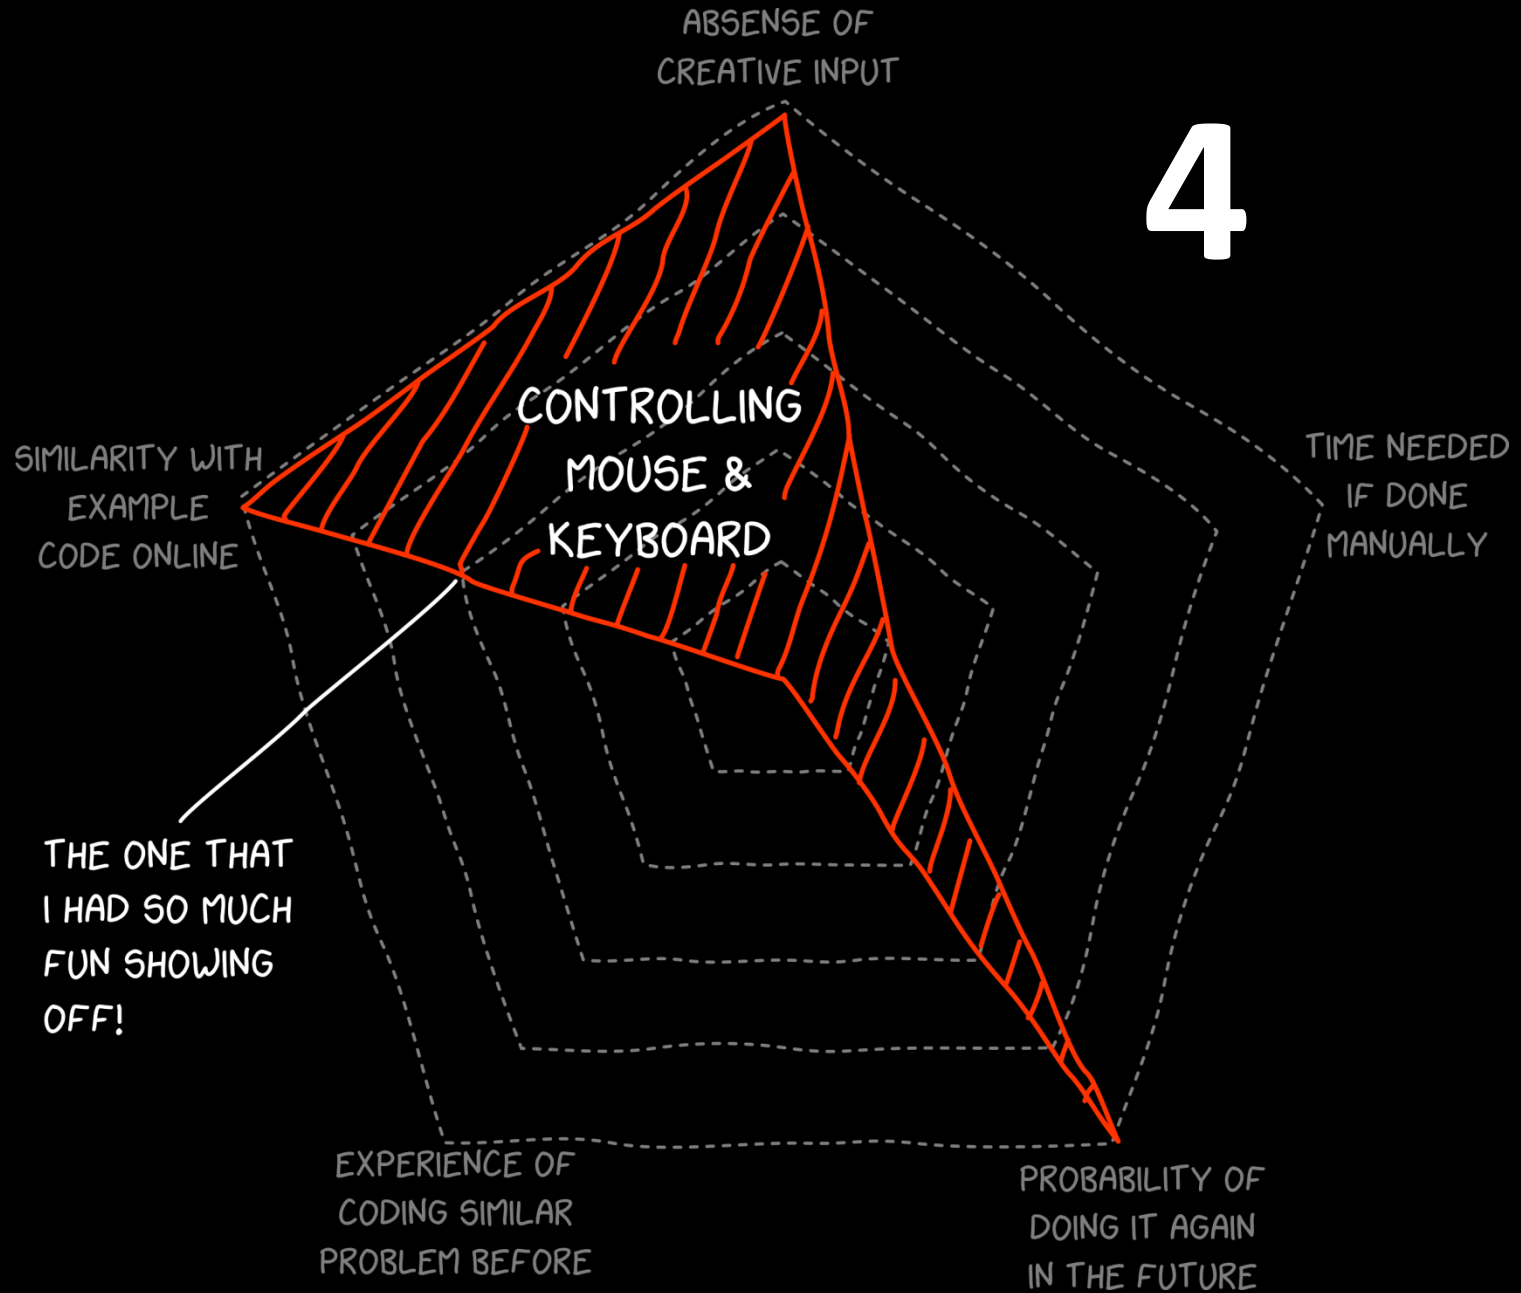 ABSENSE OF
CREATIVE INPUT
4
SIMILARITY WITH
EXAMPLE
CODE ONLINE
CONTROLLING
MOUSE &
KEYBOARD
TIME NEEDED
IF DONE
MANUALLY
THE ONE THAT
I HAD SO MUCH
FUN SHOWING
OFF!
EXPERIENCE OF
CODING SIMILAR
PROBLEM BEFORE
PROBABILITY OF
DOING IT AGAIN
IN THE FUTURE